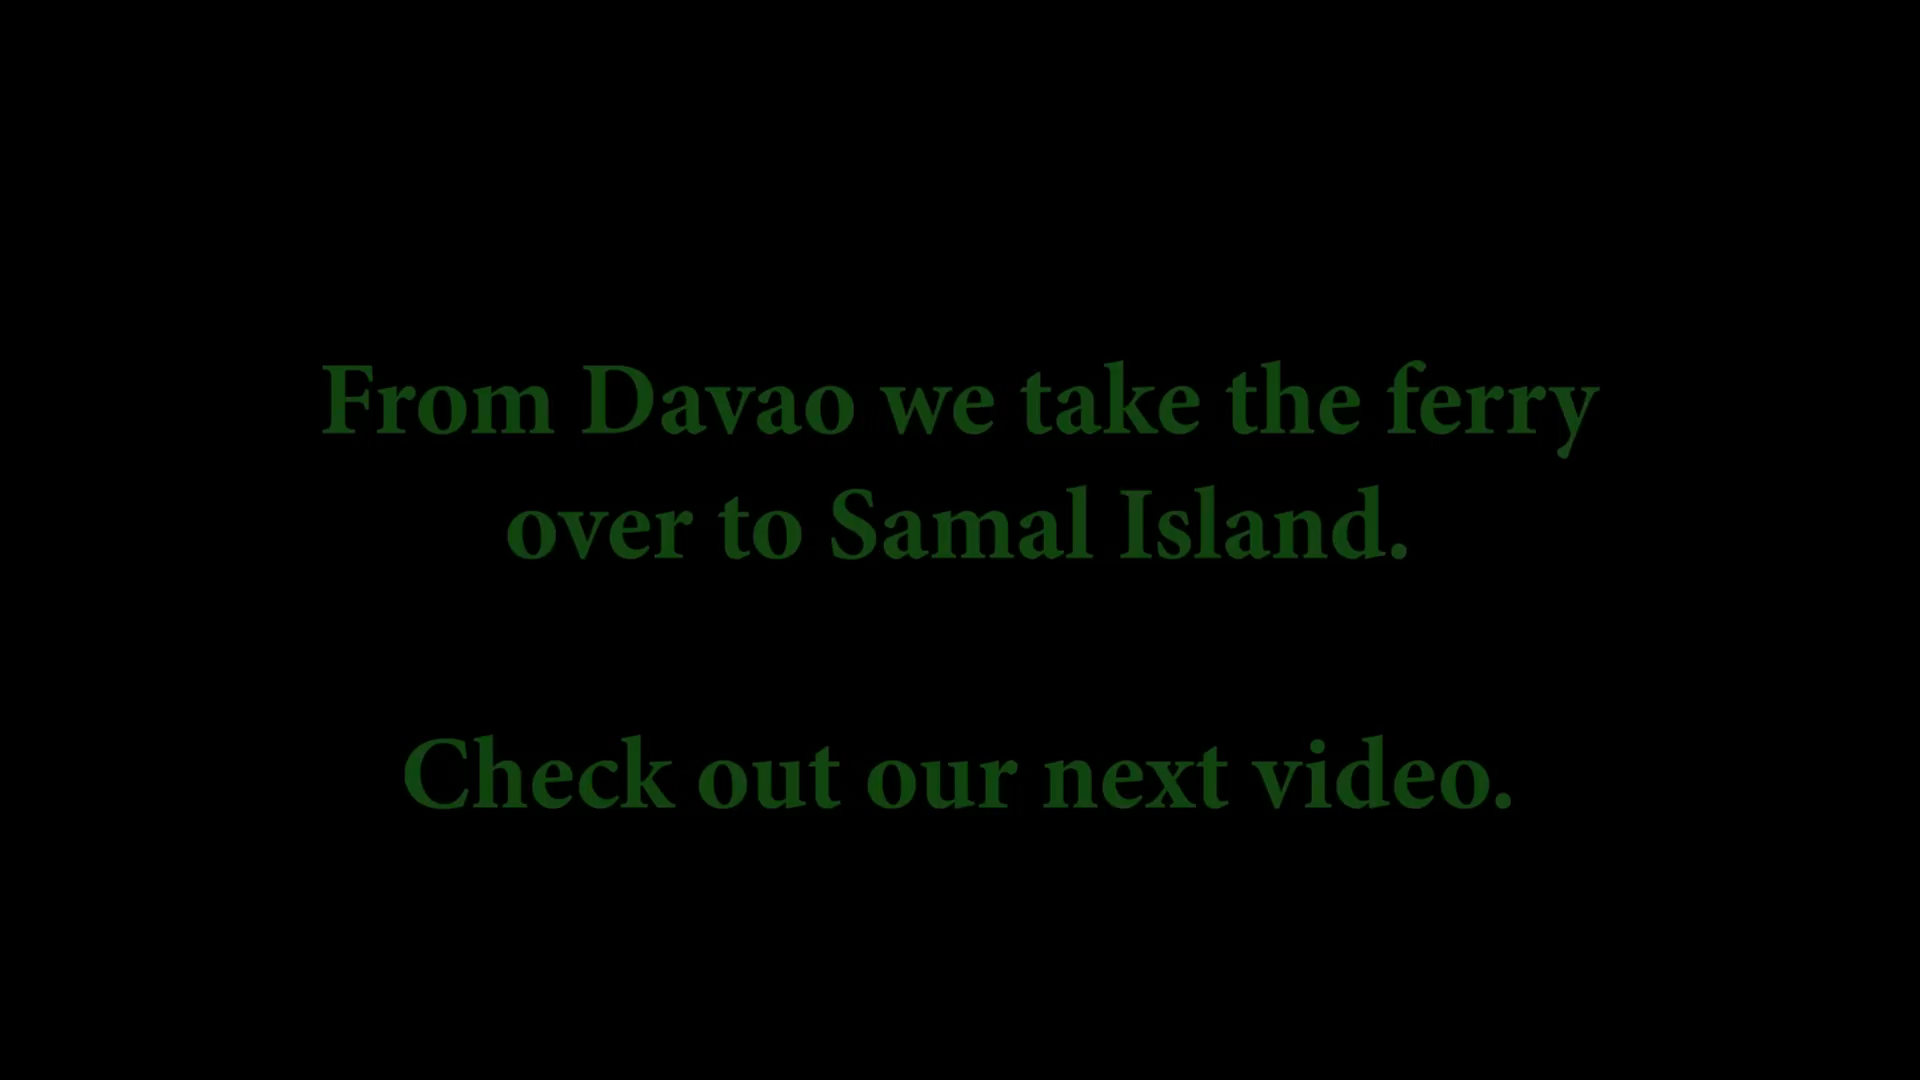 From Davao we take the ferry
over to Samal Island.
Check out our next video.